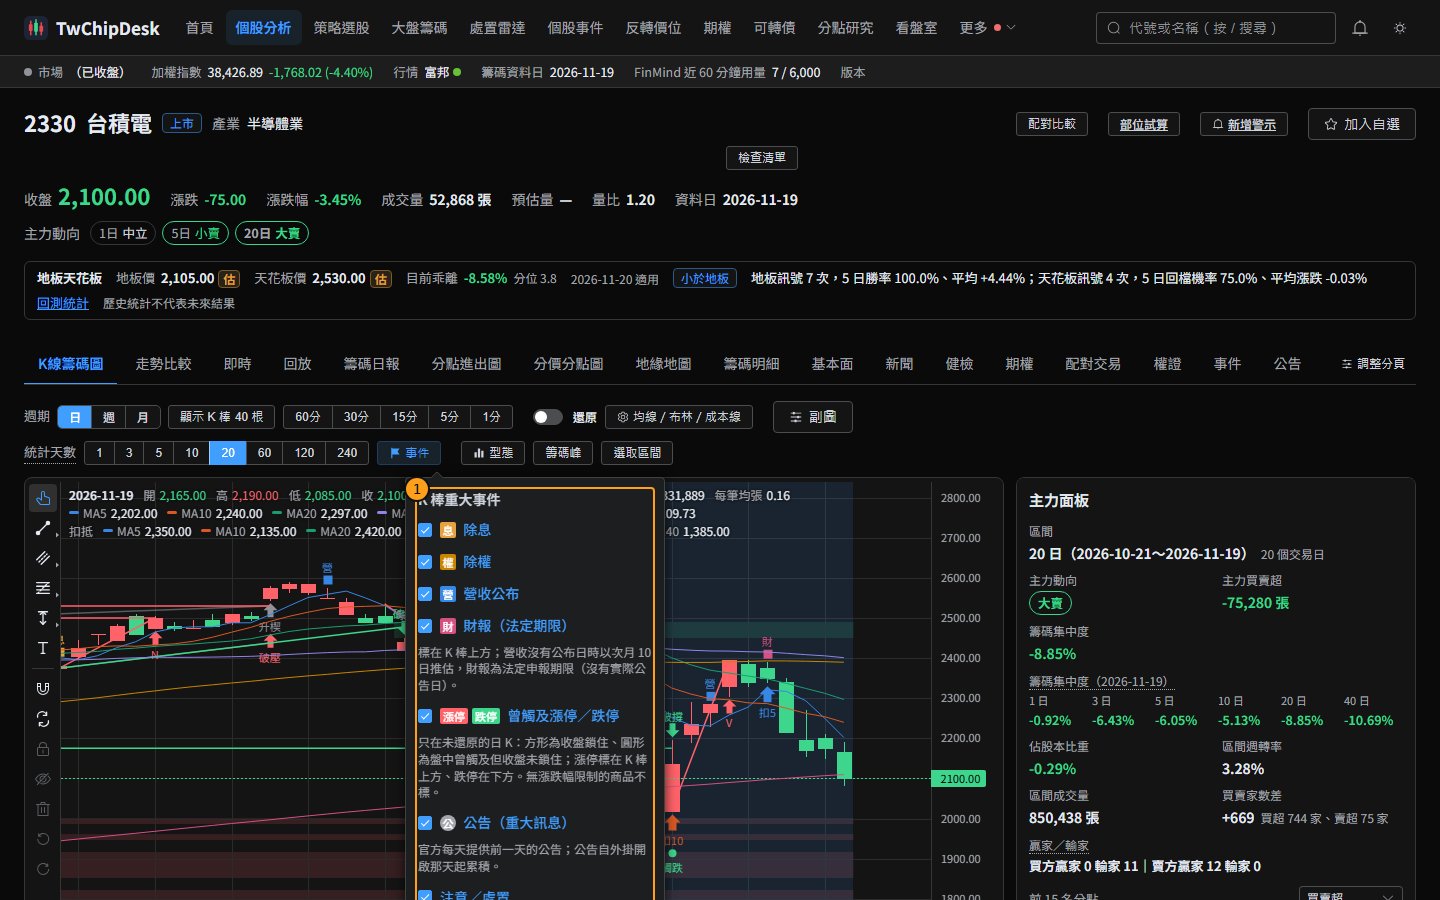 TwChipDesk 首頁 個股分析 策略選股 大盤籌碼 處置雷達 個股事件 反轉價位 期權 可轉債 分點研究 看盤室 更多 代號或名稱 ( 按 / 搜尋 )
市場 （已收盤） 加權指數 38,426.89 -1,768.02 (-4.40%) 行情 富邦 籌碼資料日 2026-11-19 FinMind 近 60 分鐘用量 7 / 6,000 版本
2330 台積電 上市 產業 半導體業 配對比較 部位試算 新增警示 加入自選
檢查清單
收盤 2,100.00 漲跌 -75.00 漲跌幅 -3.45% 成交量 52,868 張 預估量 — 量比 1.20 資料日 2026-11-19
主力動向 1日 中立 5日 小賣 20日 大賣
地板天花板 地板價 2,105.00 估 天花板價 2,530.00 估 目前乖離 -8.58% 分位 3.8 2026-11-20 適用 小於地板 地板訊號 7 次，5 日勝率 100.0%、平均 +4.44%；天花板訊號 4 次，5 日回檔機率 75.0%、平均漲跌 -0.03%
回測統計 歷史統計不代表未來結果
K線籌碼圖 走勢比較 即時 回放 籌碼日報 分點進出圖 分價分點圖 地緣地圖 籌碼明細 基本面 新聞 健檢 期權 配對交易 權證 事件 公告 調整分頁
週期 日 週 月 顯示 K 棒 40 根 60分 30分 15分 5分 1分 還原 均線 / 布林 / 成本線 副圖
統計天數 1 3 5 10 20 60 120 240 事件 型態 籌碼峰 選取區間
2026-11-19 開 2,165.00 高 2,190.00 低 2,085.00 收 2,100 331,889 每筆均張 0.16
MA5 2,202.00 MA10 2,240.00 MA20 2,297.00 09.73
扣抵 MA5 2,350.00 MA10 2,135.00 MA20 2,420.00 40 1,385.00
1
K 棒重大事件
息 除息
權 除權
營 營收公布
財 財報（法定期限）
標在 K 棒上方；營收沒有公布日時以次月 10
日推估，財報為法定申報期限（沒有實際公
告日）。
漲停 跌停 曾觸及漲停／跌停
只在未還原的日 K：方形為收盤鎖住、圓形
為盤中曾觸及但收盤未鎖住；漲停標在 K 棒
上方、跌停在下方。無漲跌幅限制的商品不
標。
公 公告（重大訊息）
官方每天提供前一天的公告；公告自外掛開
啟那天起累積。
注意／處置
營
升楔
破壓
N
財
營
扣5
V
2800.00
2700.00
2600.00
2500.00
2400.00
2300.00
2200.00
2100.00
2000.00
1900.00
1800.00
主力面板
區間
20 日（2026-10-21～2026-11-19） 20 個交易日
主力動向 主力買賣超
大賣 -75,280 張
籌碼集中度
-8.85%
籌碼集中度（2026-11-19）
1 日 3 日 5 日 10 日 20 日 40 日
-0.92% -6.43% -6.05% -5.13% -8.85% -10.69%
佔股本比重 區間週轉率
-0.29% 3.28%
區間成交量 買賣家數差
850,438 張 +669 買超 744 家、賣超 75 家
贏家／輸家
買方贏家 0 輸家 11｜賣方贏家 12 輸家 0
前 15 名分點 買賣超